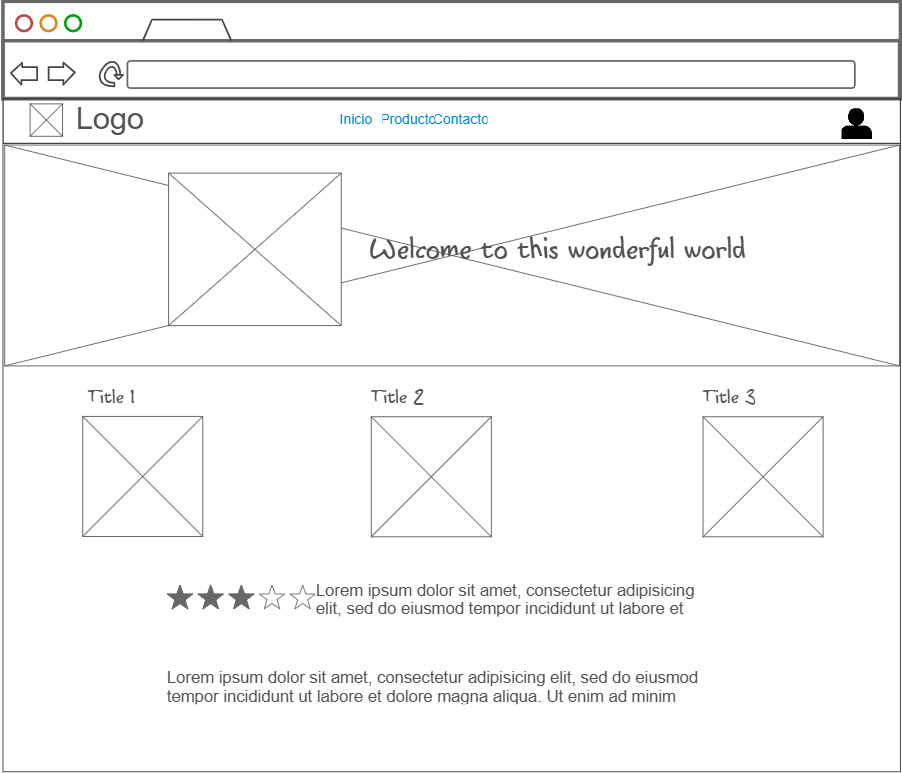 Logo
Inicio ProductoContacto
Welcome to this wonderful world
Title 1 Title 2 Title 3
Lorem ipsum dolor sit amet, consectetur adipisicing
elit, sed do eiusmod tempor incididunt ut labore et
Lorem ipsum dolor sit amet, consectetur adipisicing elit, sed do eiusmod
tempor incididunt ut labore et dolore magna aliqua. Ut enim ad minim